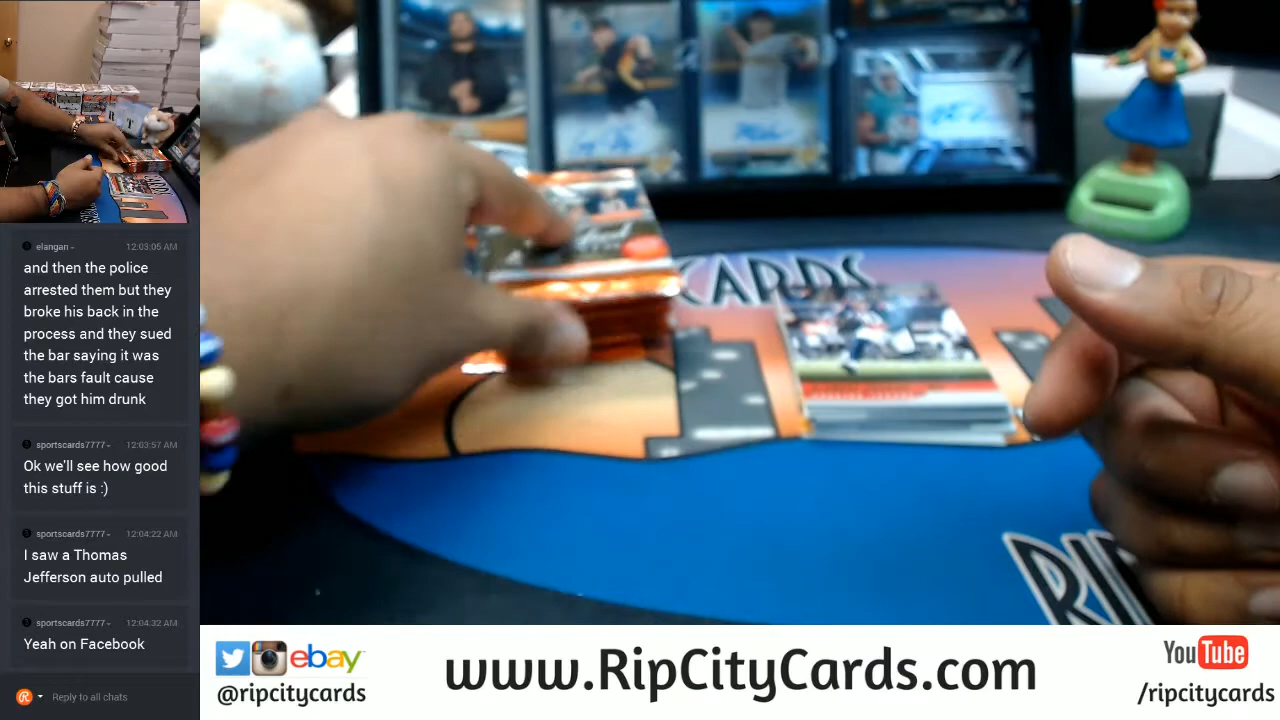 elangan
12:03:05 AM
and then the police
arrested them but they
broke his back in the
process and they sued
the bar saying it was
the bars fault cause
they got him drunk
sportscards7777
12:03:57 AM
Ok we'll see how good
this stuff is :)
sportscards7777
12:04:22 AM
I saw a Thomas
Jefferson auto pulled
sportscards7777
12:04:32 AM
Yeah on Facebook
Reply to all chats
CARDS
RIP
ebay
@ripcitycards
www.RipCityCards.com
YouTube
/ripcitycards